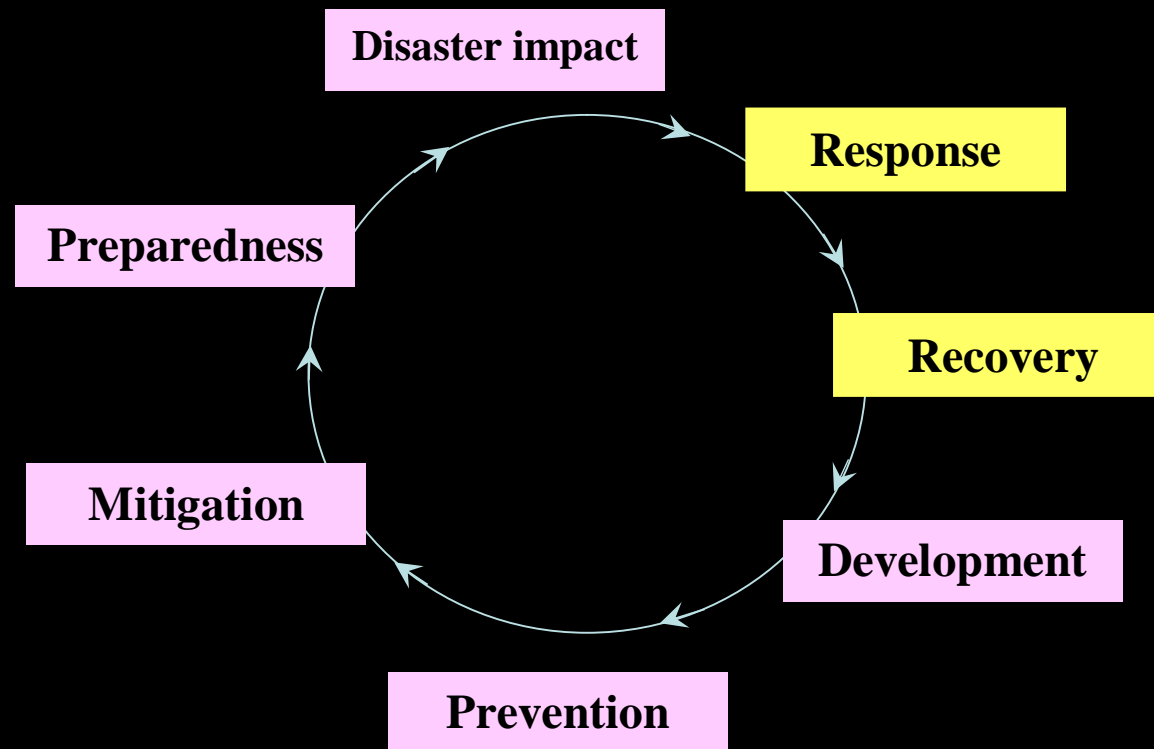 Disaster impact
Response
Recovery
Development
Prevention
Mitigation
Preparedness